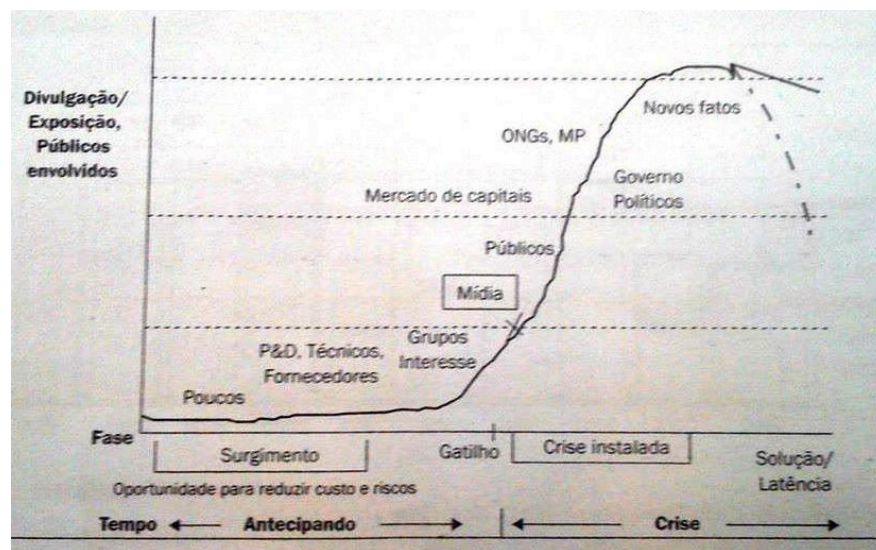 Divulgação/
Exposição,
Públicos
envolvidos
Novos fatos
ONGs, MP
Governo
Políticos
Mercado de capitais
Públicos
Mídia
Grupos
Interesse
P&D, Técnicos,
Fornecedores
Poucos
Fase
Surgimento
Gatilho
Crise instalada
Solução/
Latência
Oportunidade para reduzir custo e riscos
Tempo
Antecipando
Crise